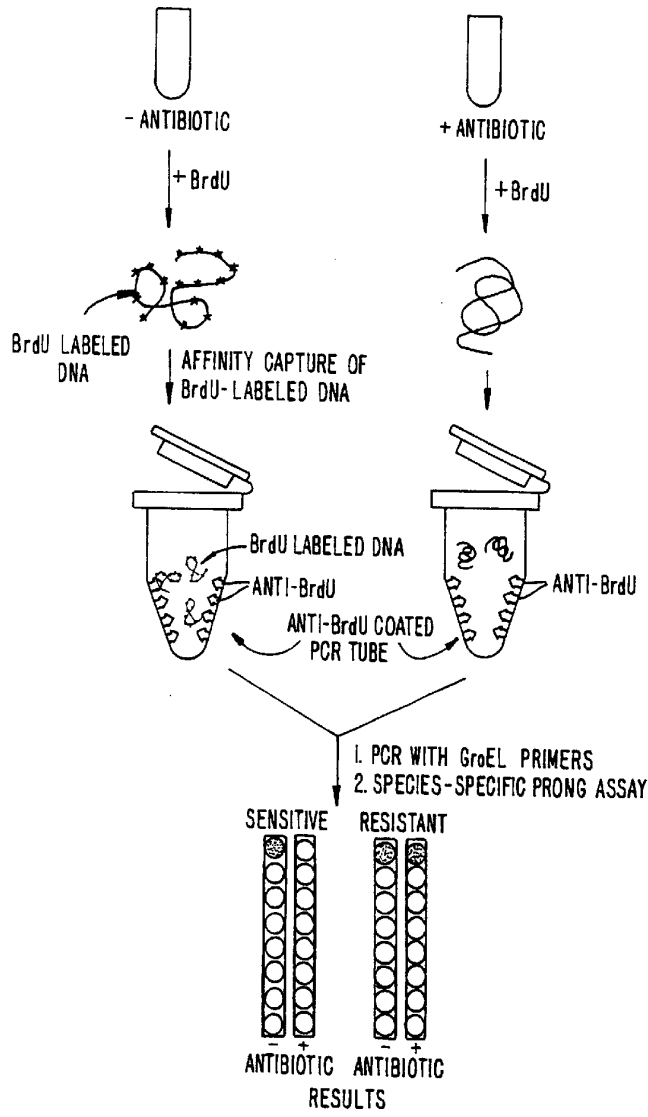 - ANTIBIOTIC
+ ANTIBIOTIC
+ BrdU
+BrdU
BrdU LABELED
DNA
AFFINITY CAPTURE OF
BrdU- LABELED DNA
BrdU LABELED DNA
ANTI-BrdU
ANTI-BrdU
ANTI-BrdU COATED
PCR TUBE
1. PCR WITH GroEL PRIMERS
2. SPECIES-SPECIFIC PRONG ASSAY
SENSITIVE
RESISTANT
- +
- +
ANTIBIOTIC
ANTIBIOTIC
RESULTS